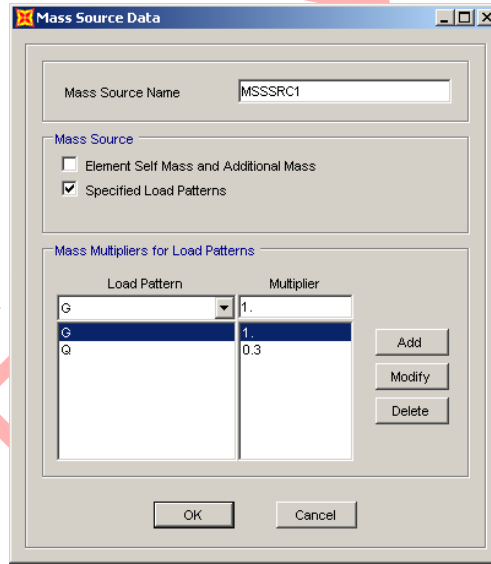 Mass Source Data
Mass Source Name MSSSRC1
Mass Source
Element Self Mass and Additional Mass
Specified Load Patterns
Mass Multipliers for Load Patterns
Load Pattern Multiplier
G 1.
G 1.
Q 0.3
Add
Modify
Delete
OK Cancel